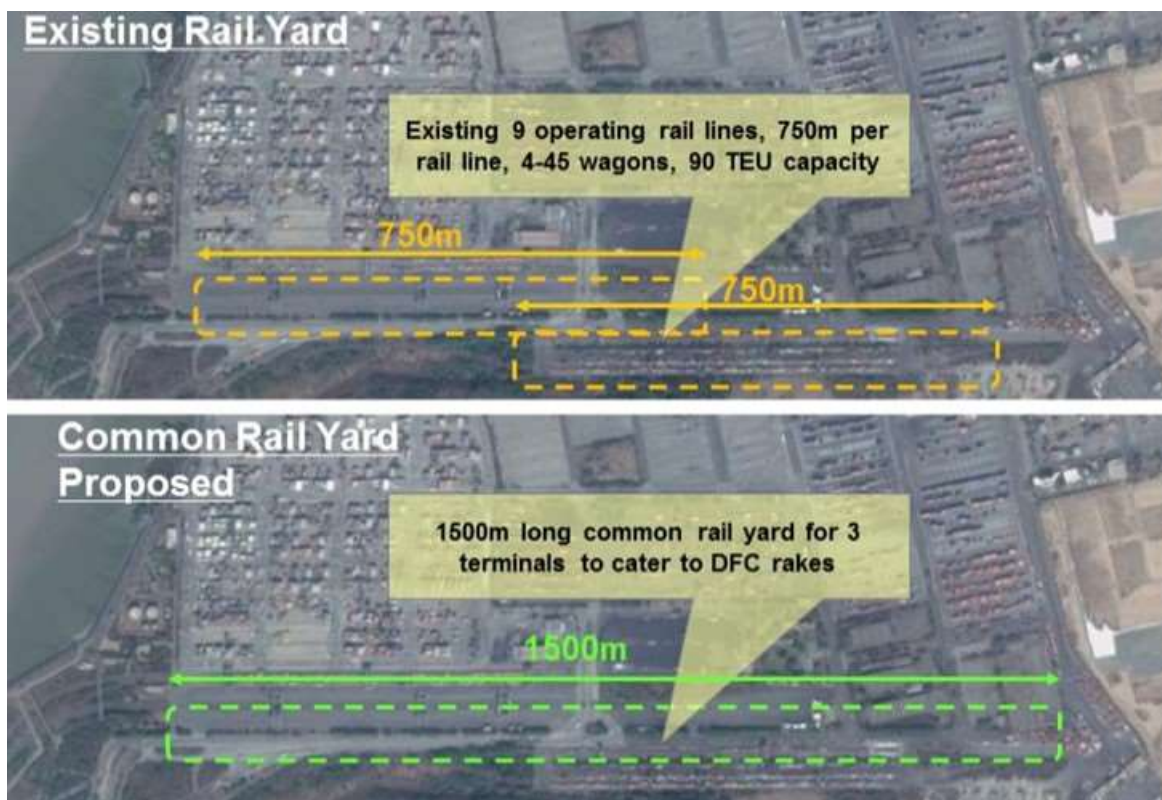 Existing Rail Yard
Existing 9 operating rail lines, 750m per
rail line, 4-45 wagons, 90 TEU capacity
750m
750m
Common Rail Yard
Proposed
1500m long common rail yard for 3
terminals to cater to DFC rakes
1500m